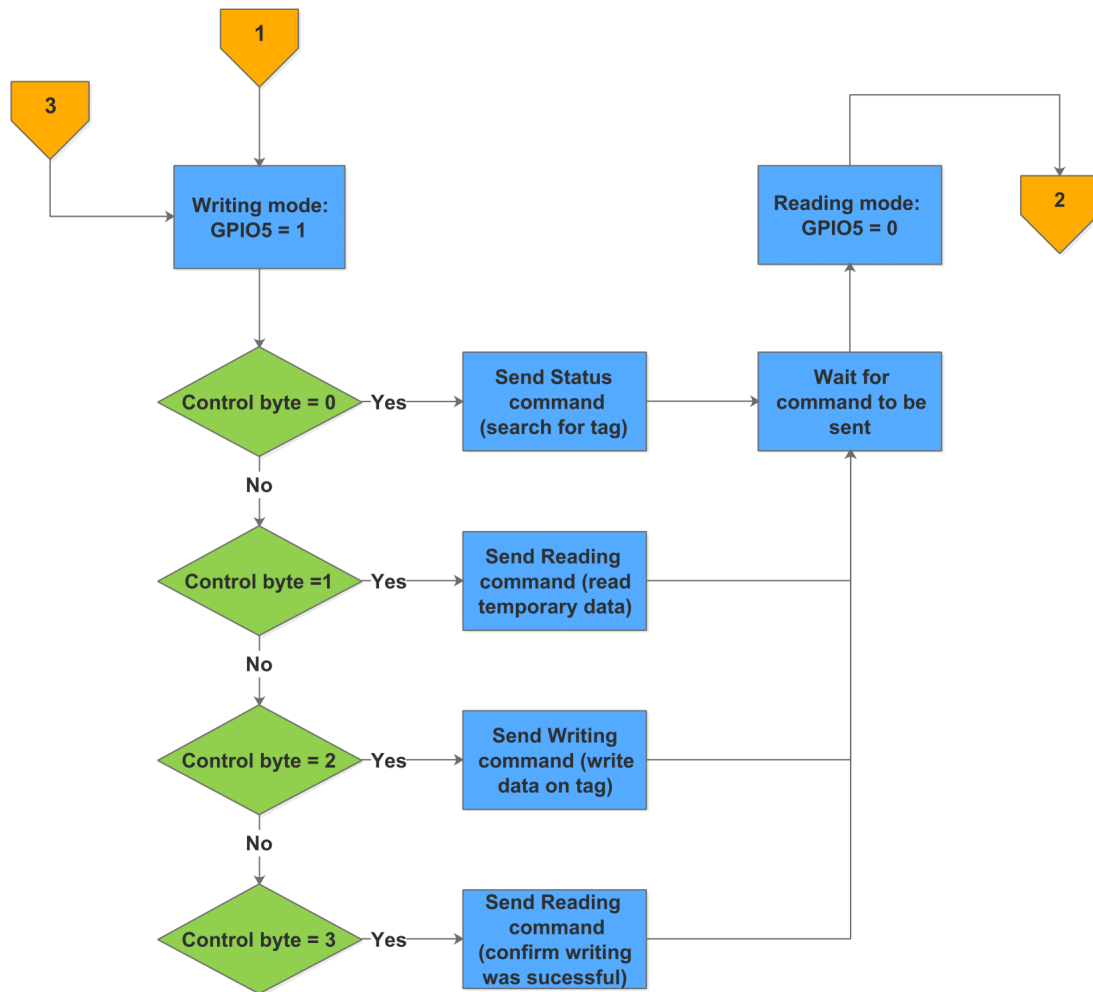 1
3
Writing mode:
GPIO5 = 1
Reading mode:
GPIO5 = 0
2
Control byte = 0
Yes
Send Status
command
(search for tag)
Wait for
command to be
sent
No
Control byte =1
Yes
Send Reading
command (read
temporary data)
No
Control byte = 2
Yes
Send Writing
command (write
data on tag)
No
Control byte = 3
Yes
Send Reading
command
(confirm writing
was sucessful)